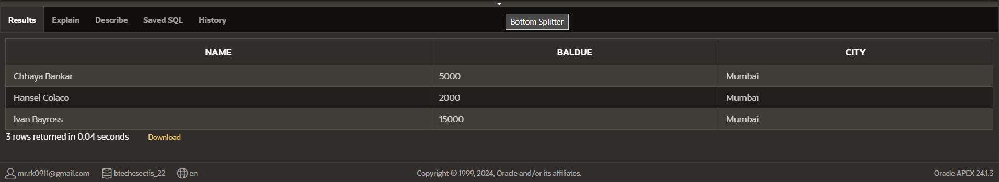 Results Explain Describe Saved SQL History Bottom Splitter
NAME BALDUE CITY
Chhaya Bankar 5000 Mumbai
Hansel Colaco 2000 Mumbai
Ivan Bayross 15000 Mumbai
3 rows returned in 0.04 seconds Download
mr.rk0911@gmail.com btechcsectis_22 en Copyright © 1999, 2024, Oracle and/or its affiliates. Oracle APEX 24.1.3